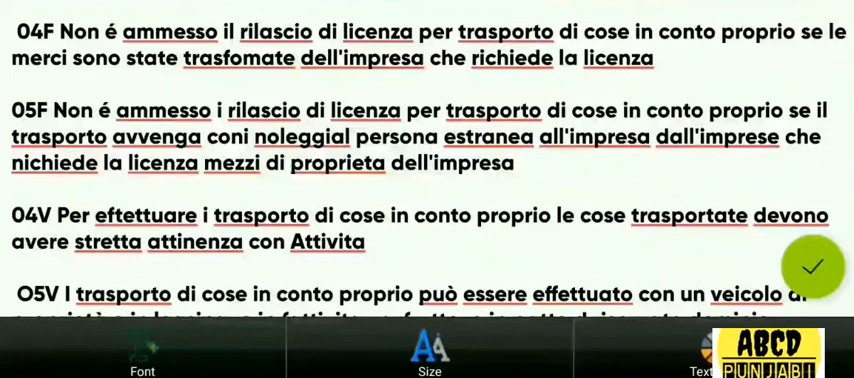 04F Non é ammesso il rilascio di licenza per trasporto di cose in conto proprio se le
merci sono state trasfomate dell'impresa che richiede la licenza
05F Non é ammesso i rilascio di licenza per trasporto di cose in conto proprio se il
trasporto avvenga coni noleggial persona estranea all'impresa dall'imprese che
nichiede la licenza mezzi di proprieta dell'impresa
04V Per eftettuare i trasporto di cose in conto proprio le cose trasportate devono
avere stretta attinenza con Attivita
O5V I trasporto di cose in conto proprio può essere effettuato con un veicolo di
Font
Size
Text
ABCD
PUNJABI